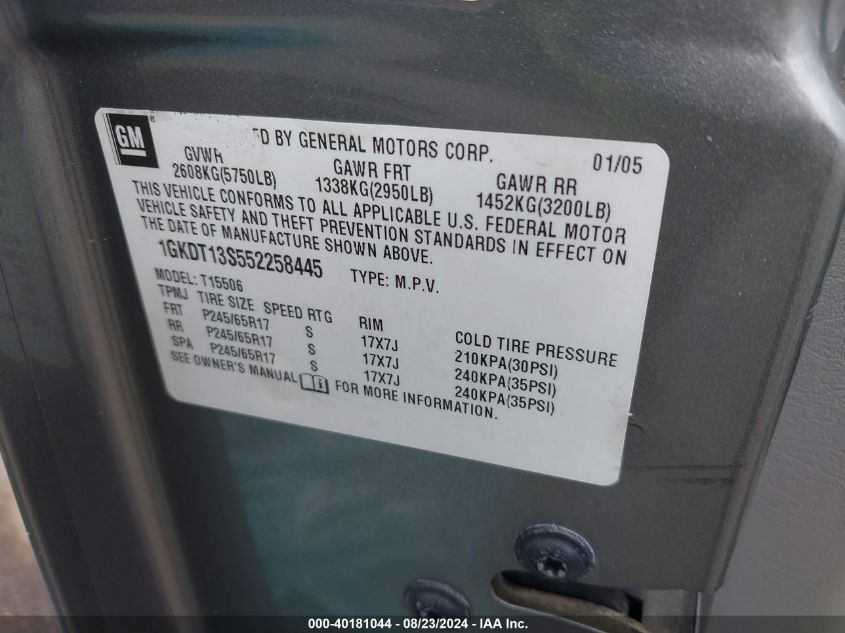 GM
ED BY GENERAL MOTORS CORP. 01/05
GVWR GAWR FRT GAWR RR
2608KG(5750LB) 1338KG(2950LB) 1452KG(3200LB)
THIS VEHICLE CONFORMS TO ALL APPLICABLE U.S. FEDERAL MOTOR
VEHICLE SAFETY AND THEFT PREVENTION STANDARDS IN EFFECT ON
THE DATE OF MANUFACTURE SHOWN ABOVE.
1GKDT13S552258445 TYPE: M.P.V.
MODEL: T15506
TPMJ TIRE SIZE SPEED RTG RIM COLD TIRE PRESSURE
FRT P245/65R17 S 17X7J 210KPA(30PSI)
RR P245/65R17 S 17X7J 240KPA(35PSI)
SPA P245/65R17 S 17X7J 240KPA(35PSI)
SEE OWNER'S MANUAL FOR MORE INFORMATION.
000-40181044 - 08/23/2024 - IAA Inc.